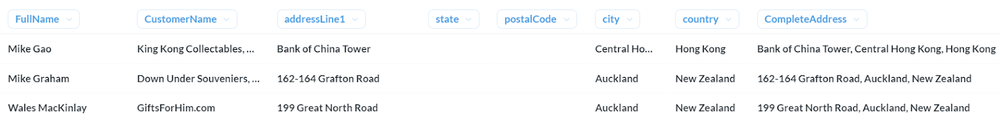 FullName CustomerName addressLine1 state postalCode city country CompleteAddress
Mike Gao King Kong Collectables, ... Bank of China Tower Central Ho... Hong Kong Bank of China Tower, Central Hong Kong, Hong Kong
Mike Graham Down Under Souveniers, ... 162-164 Grafton Road Auckland New Zealand 162-164 Grafton Road, Auckland, New Zealand
Wales MacKinlay GiftsForHim.com 199 Great North Road Auckland New Zealand 199 Great North Road, Auckland, New Zealand